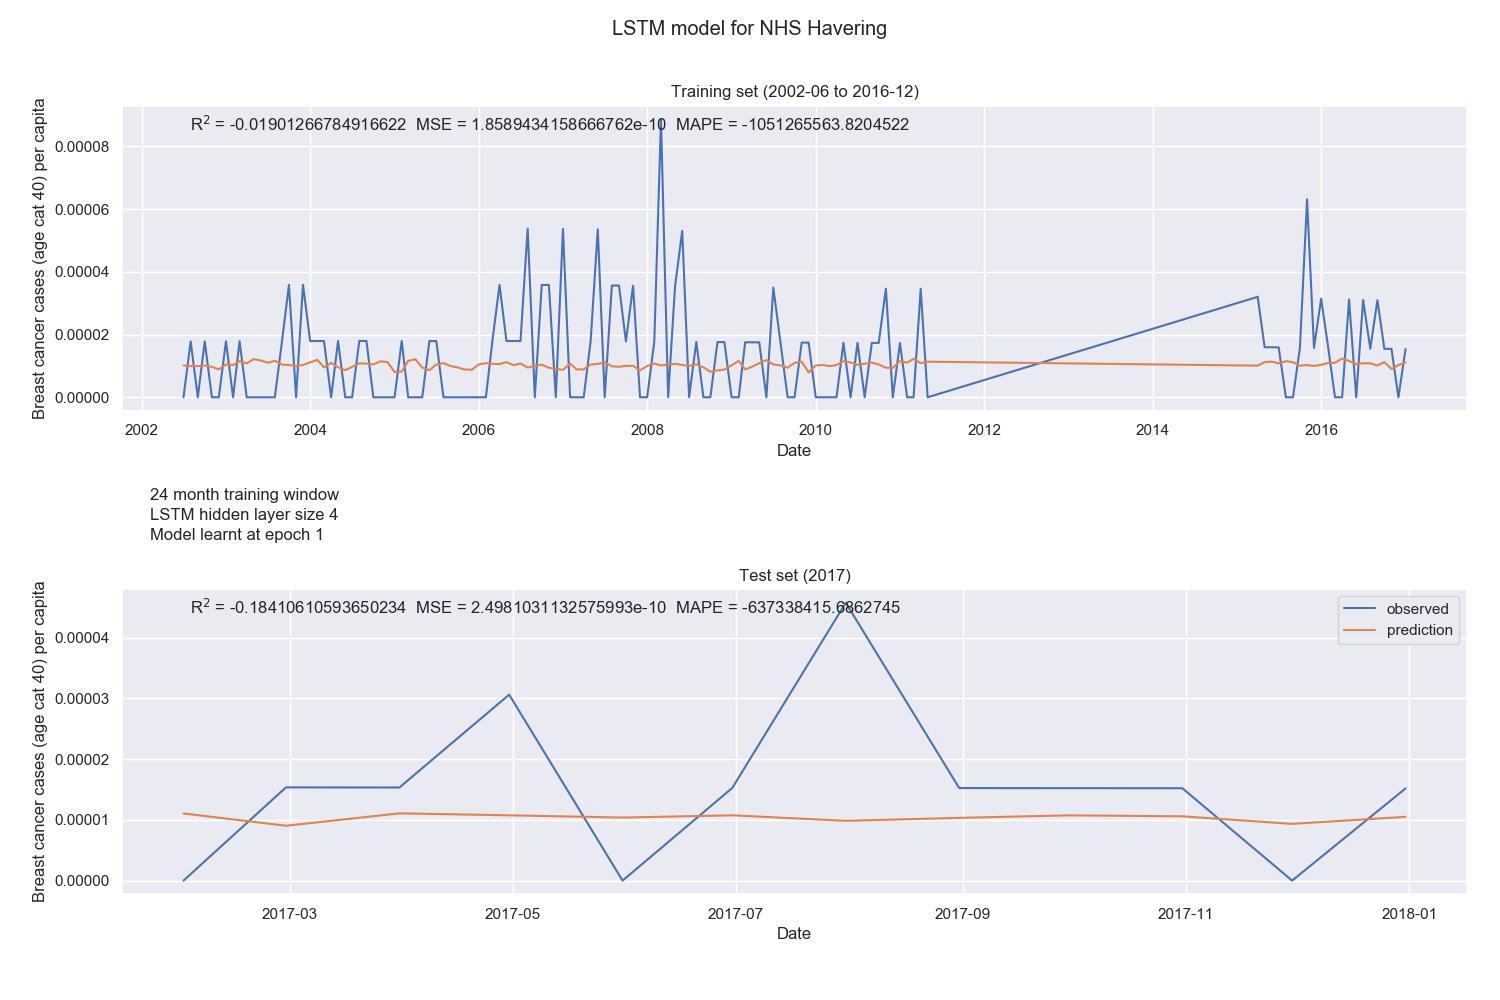 LSTM model for NHS Havering
Training set (2002-06 to 2016-12)
R² = -0.01901266784916622 MSE = 1.8589434158666762e-10 MAPE = -1051265563.8204522
Breast cancer cases (age cat 40) per capita
0.00008
0.00006
0.00004
0.00002
0.00000
2002 2004 2006 2008 2010 2012 2014 2016
Date
24 month training window
LSTM hidden layer size 4
Model learnt at epoch 1
Test set (2017)
R² = -0.18410610593650234 MSE = 2.4981031132575993e-10 MAPE = -637338415.6862745
observed
prediction
Breast cancer cases (age cat 40) per capita
0.00004
0.00003
0.00002
0.00001
0.00000
2017-03 2017-05 2017-07 2017-09 2017-11 2018-01
Date